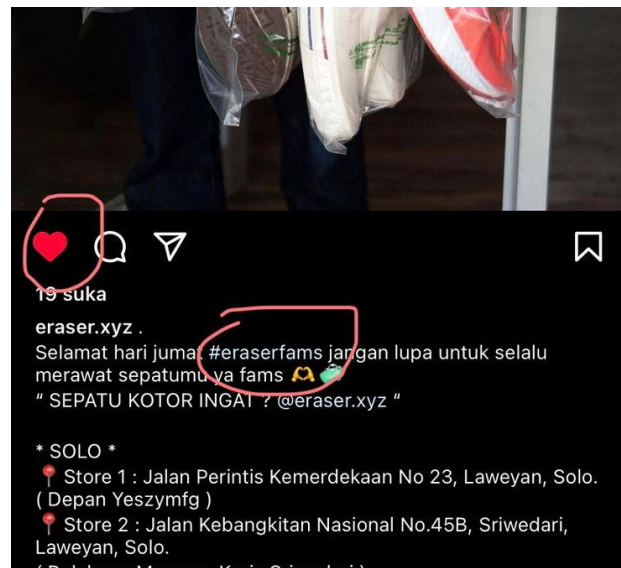 19 suka
eraser.xyz .
Selamat hari jumat #eraserfams jangan lupa untuk selalu
merawat sepatumu ya fams 🫶🧼
“ SEPATU KOTOR INGAT ? @eraser.xyz “
* SOLO *
📍 Store 1 : Jalan Perintis Kemerdekaan No 23, Laweyan, Solo.
( Depan Yeszymfg )
📍 Store 2 : Jalan Kebangkitan Nasional No.45B, Sriwedari,
Laweyan, Solo.